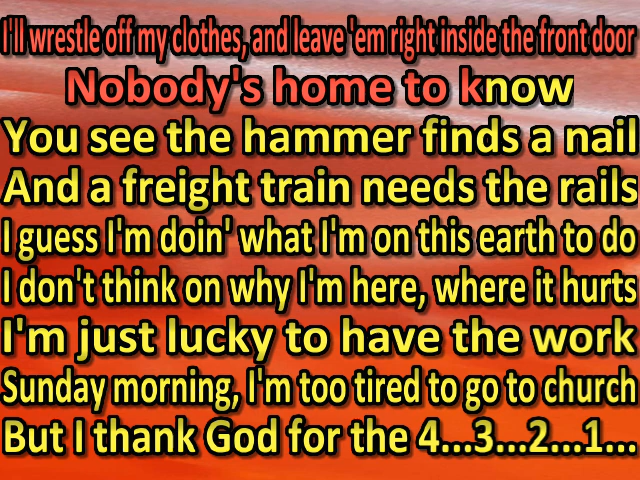 I'll wrestle off my clothes, and leave 'em right inside the front door
Nobody's home to know
You see the hammer finds a nail
And a freight train needs the rails
I guess I'm doin' what I'm on this earth to do
I don't think on why I'm here, where it hurts
I'm just lucky to have the work
Sunday morning, I'm too tired to go to church
But I thank God for the 4...3...2...1...